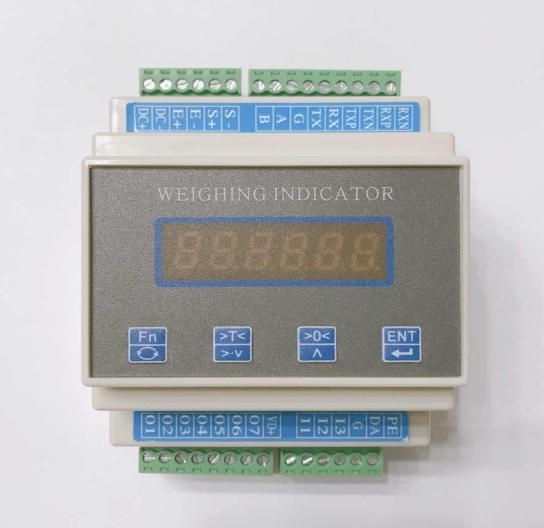 DC+ DC- E+ E- S+ S- B A G TX RX TXP TXN RXP RXN
WEIGHING INDICATOR
888888
Fn >T< >0< ENT
>·v ʌ
O1 O2 O3 O4 O5 O6 O7 VD+ I1 I2 I3 G DA PE